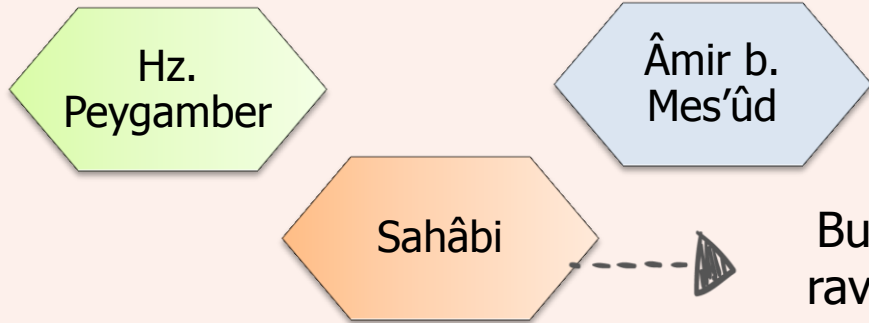 Hz.
Peygamber
Âmir b.
Mes’ûd
Sahâbi
Bu
rav